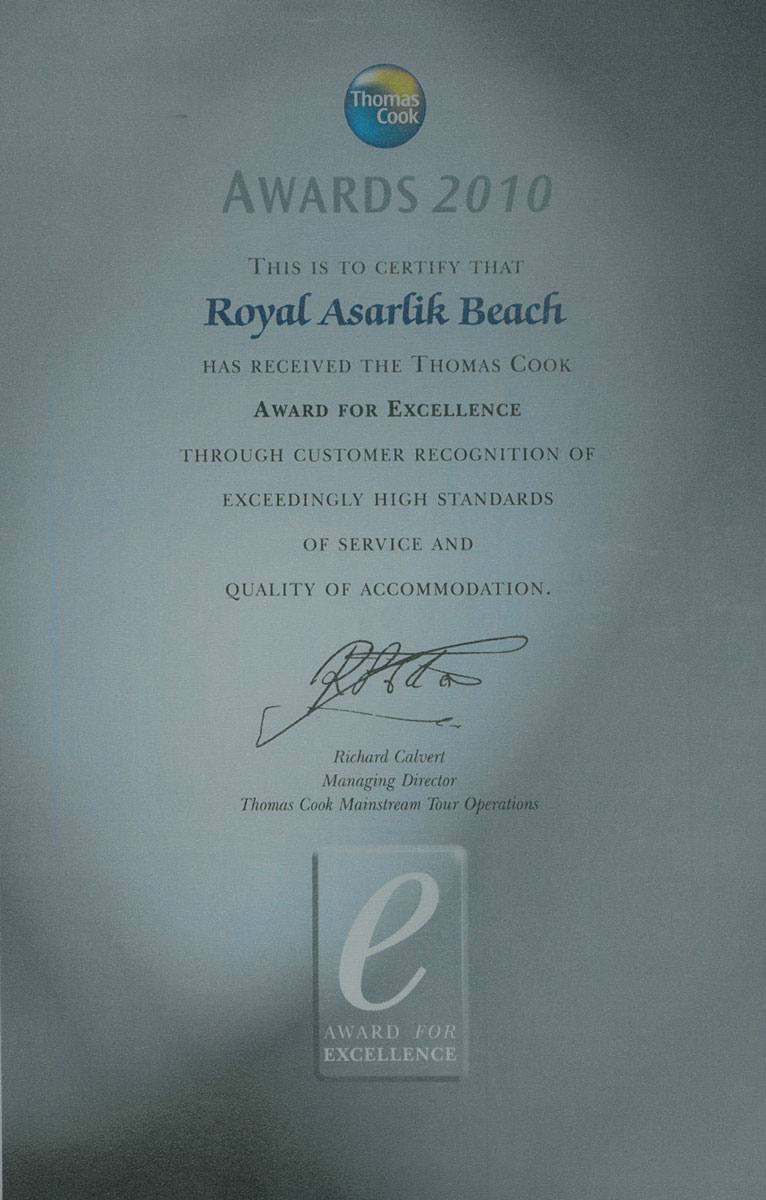 Thomas
Cook
AWARDS 2010
THIS IS TO CERTIFY THAT
Royal Asarlik Beach
HAS RECEIVED THE THOMAS COOK
AWARD FOR EXCELLENCE
THROUGH CUSTOMER RECOGNITION OF
EXCEEDINGLY HIGH STANDARDS
OF SERVICE AND
QUALITY OF ACCOMMODATION.
Richard Calvert
Managing Director
Thomas Cook Mainstream Tour Operations
e
AWARD FOR
EXCELLENCE